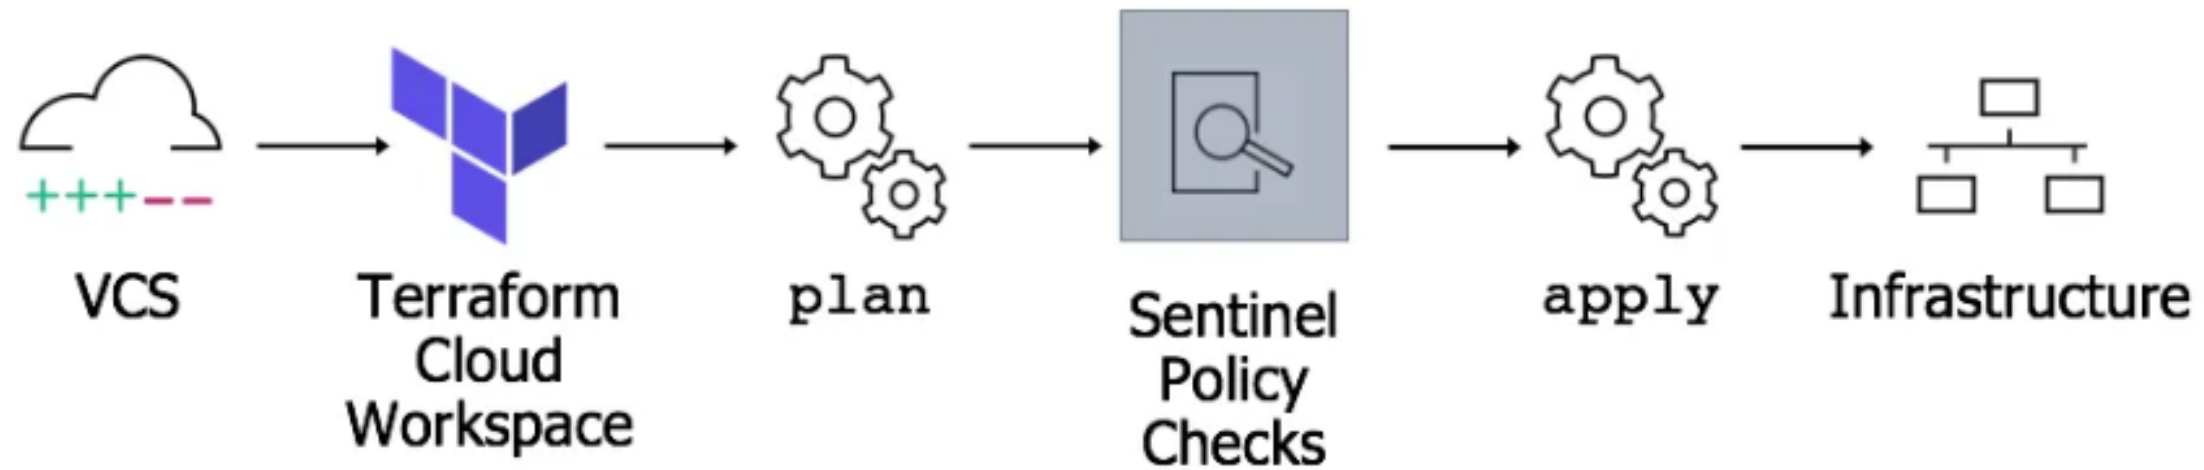 VCS
Terraform
Cloud
Workspace
plan
Sentinel
Policy
Checks
apply
Infrastructure